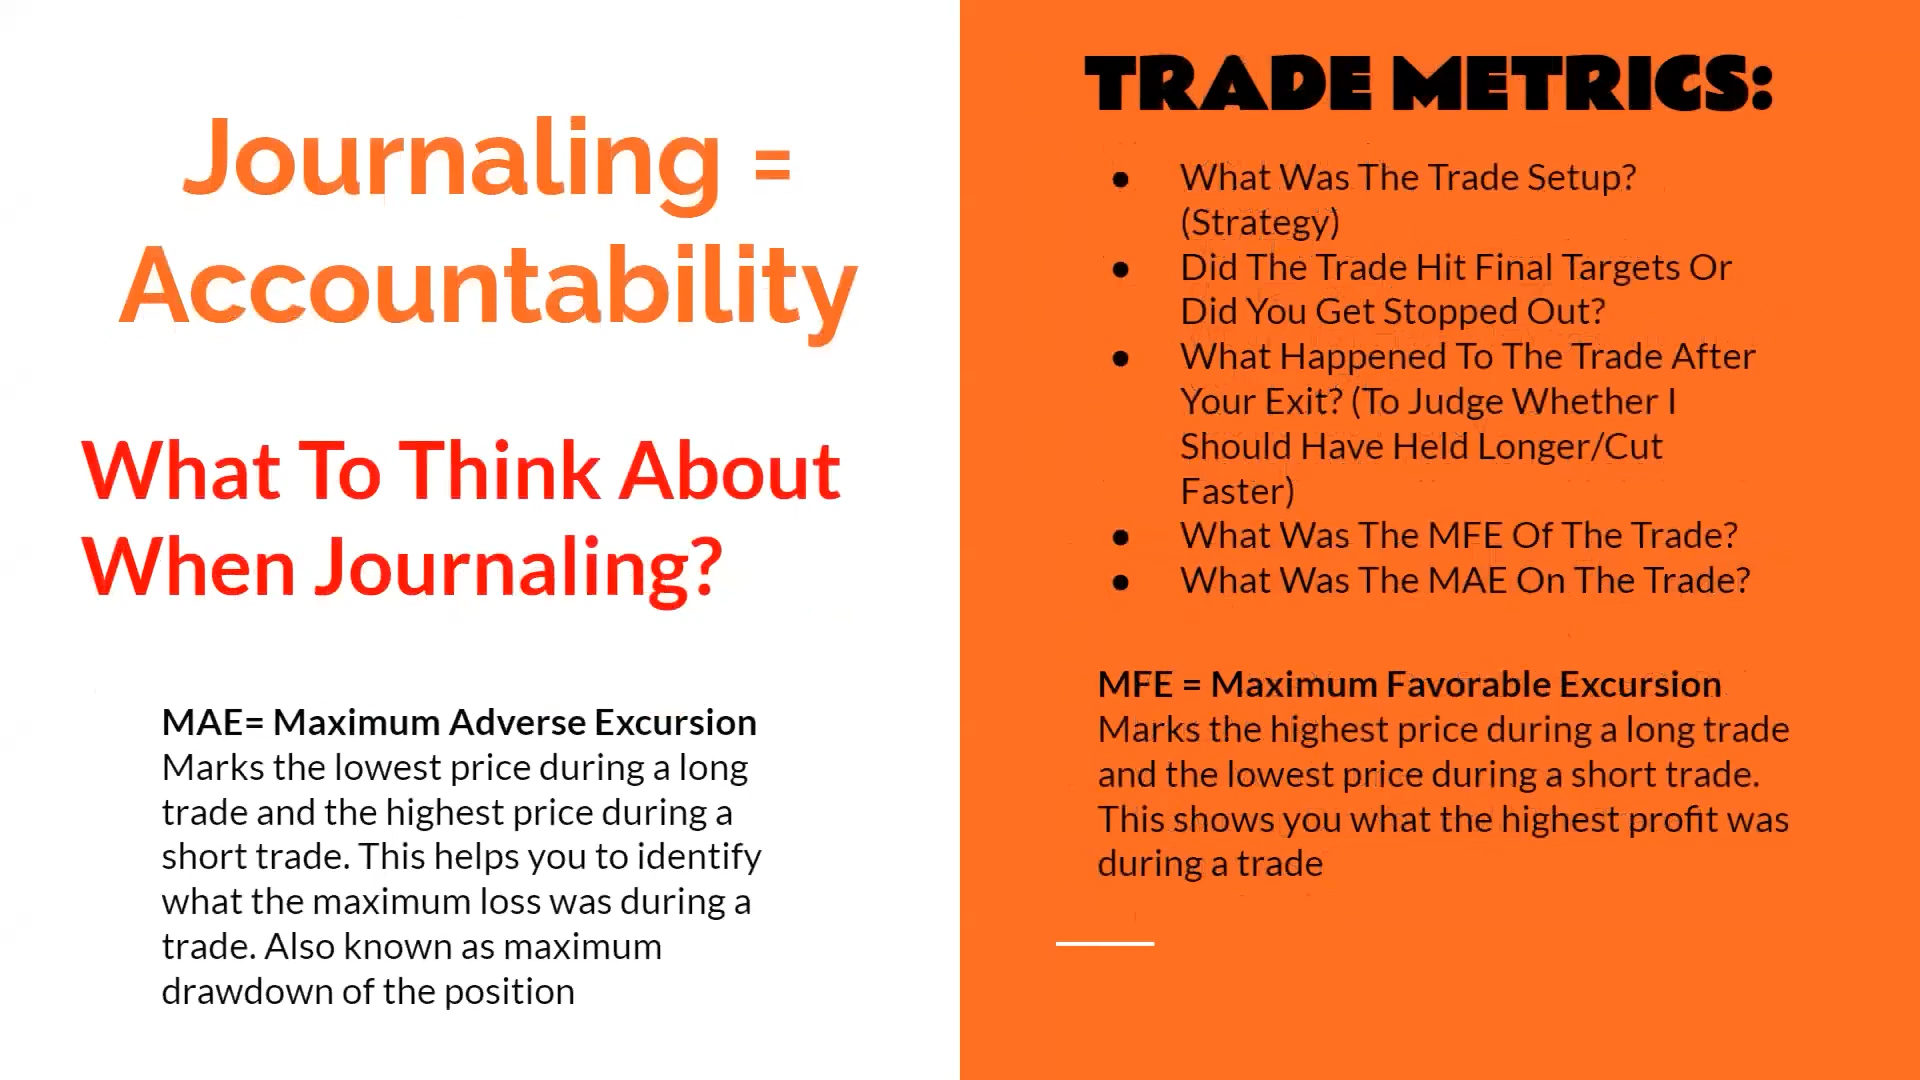 Journaling =
Accountability
What To Think About
When Journaling?
MAE= Maximum Adverse Excursion
Marks the lowest price during a long
trade and the highest price during a
short trade. This helps you to identify
what the maximum loss was during a
trade. Also known as maximum
drawdown of the position
TRADE METRICS:
● What Was The Trade Setup?
(Strategy)
● Did The Trade Hit Final Targets Or
Did You Get Stopped Out?
● What Happened To The Trade After
Your Exit? (To Judge Whether I
Should Have Held Longer/Cut
Faster)
● What Was The MFE Of The Trade?
● What Was The MAE On The Trade?
MFE = Maximum Favorable Excursion
Marks the highest price during a long trade
and the lowest price during a short trade.
This shows you what the highest profit was
during a trade